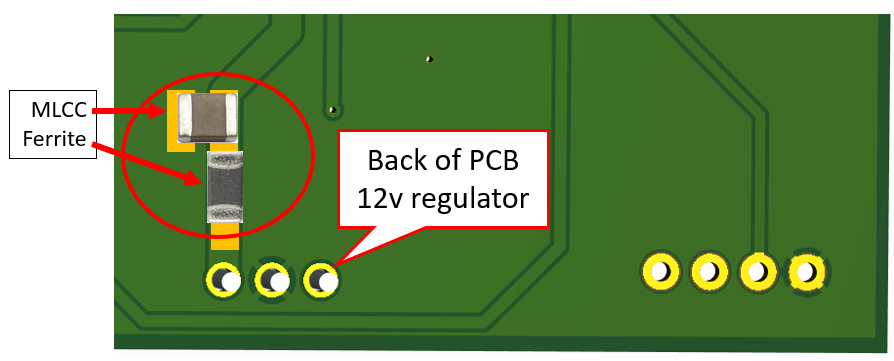 MLCC
Ferrite
Back of PCB
12v regulator